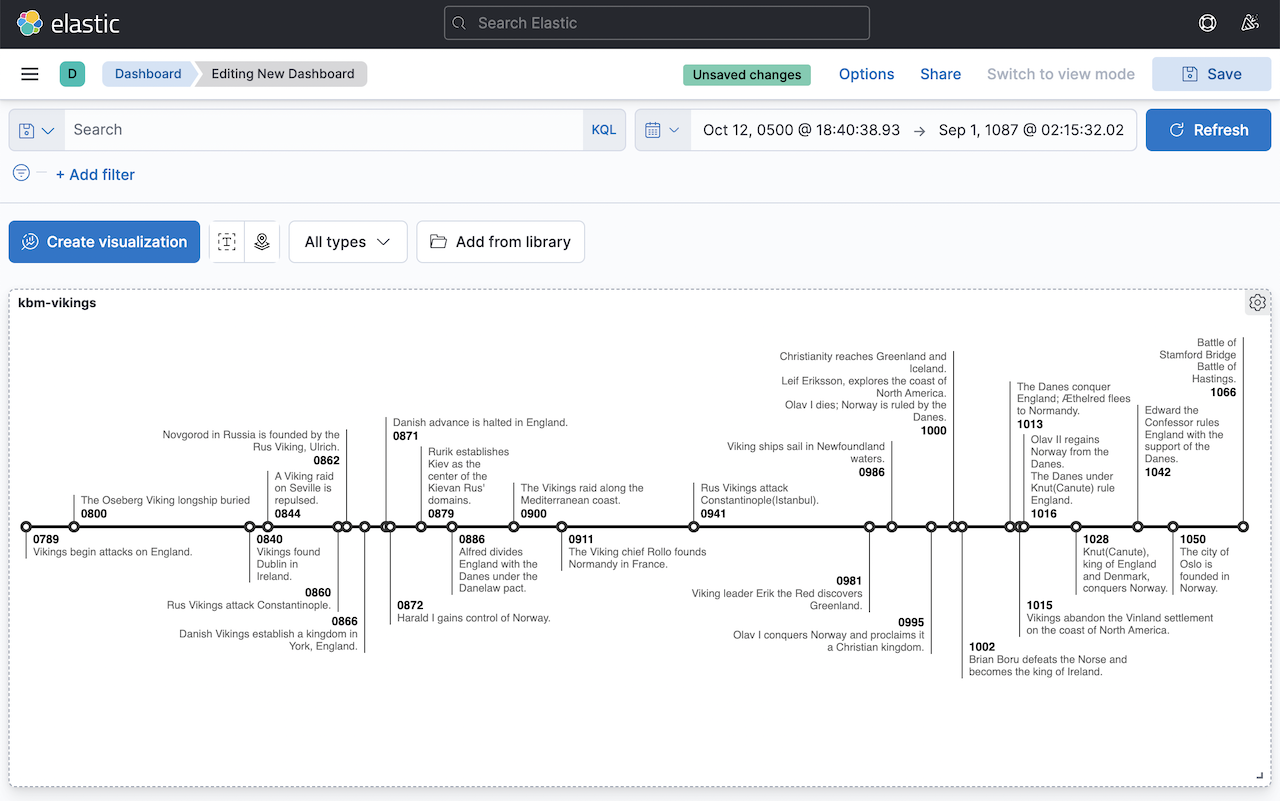 elastic
Search Elastic
D
Dashboard
Editing New Dashboard
Unsaved changes
Options
Share
Switch to view mode
Save
Search
KQL
Oct 12, 0500 @ 18:40:38.93 → Sep 1, 1087 @ 02:15:32.02
Refresh
+ Add filter
Create visualization
All types
Add from library
kbm-vikings
0789
Vikings begin attacks on England.
The Oseberg Viking longship buried
0800
0840
Vikings found
Dublin in
Ireland.
A Viking raid
on Seville is
repulsed.
0844
0860
Rus Vikings attack Constantinople.
Novgorod in Russia is founded by the
Rus Viking, Ulrich.
0862
0866
Danish Vikings establish a kingdom in
York, England.
Danish advance is halted in England.
0871
0872
Harald I gains control of Norway.
Rurik establishes
Kiev as the
center of the
Kievan Rus'
domains.
0879
0886
Alfred divides
England with the
Danes under the
Danelaw pact.
The Vikings raid along the
Mediterranean coast.
0900
0911
The Viking chief Rollo founds
Normandy in France.
Rus Vikings attack
Constantinople(Istanbul).
0941
0981
Viking leader Erik the Red discovers
Greenland.
Viking ships sail in Newfoundland
waters.
0986
0995
Olav I conquers Norway and proclaims it
a Christian kingdom.
Christianity reaches Greenland and
Iceland.
Leif Eriksson, explores the coast of
North America.
Olav I dies; Norway is ruled by the
Danes.
1000
1002
Brian Boru defeats the Norse and
becomes the king of Ireland.
The Danes conquer
England; Æthelred flees
to Normandy.
1013
1015
Vikings abandon the Vinland settlement
on the coast of North America.
Olav II regains
Norway from the
Danes.
The Danes under
Knut(Canute) rule
England.
1016
1028
Knut(Canute),
king of England
and Denmark,
conquers Norway.
Edward the
Confessor rules
England with the
support of the
Danes.
1042
1050
The city of
Oslo is
founded in
Norway.
Battle of
Stamford Bridge
Battle of
Hastings.
1066